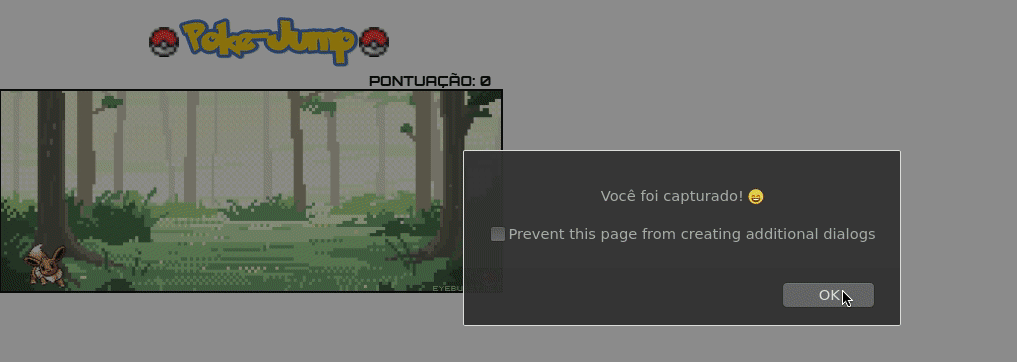 Poke-Jump
PONTUAÇÃO: 0
Você foi capturado! 😄
Prevent this page from creating additional dialogs
OK